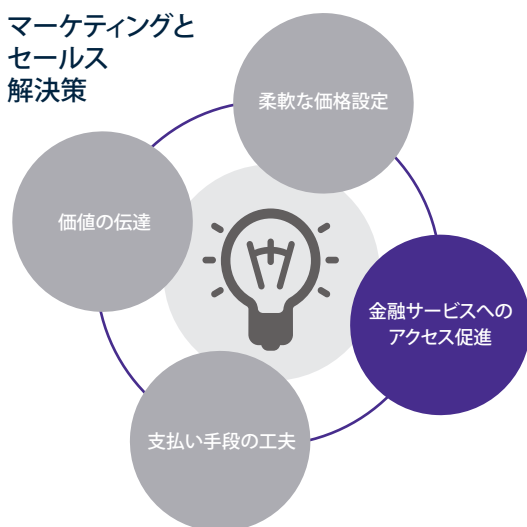 マーケティングと
セールス
解決策
柔軟な価格設定
価値の伝達
金融サービスへの
アクセス促進
支払い手段の工夫